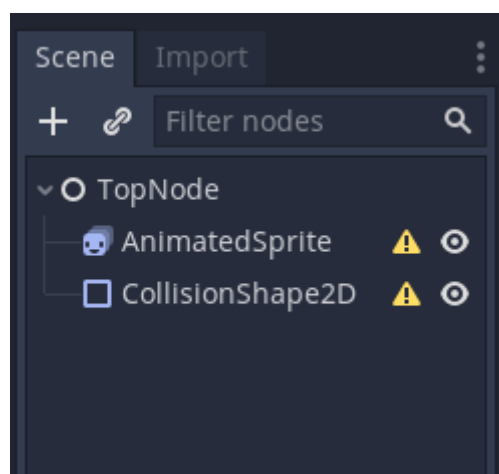 Scene Import
Filter nodes
TopNode
AnimatedSprite
CollisionShape2D